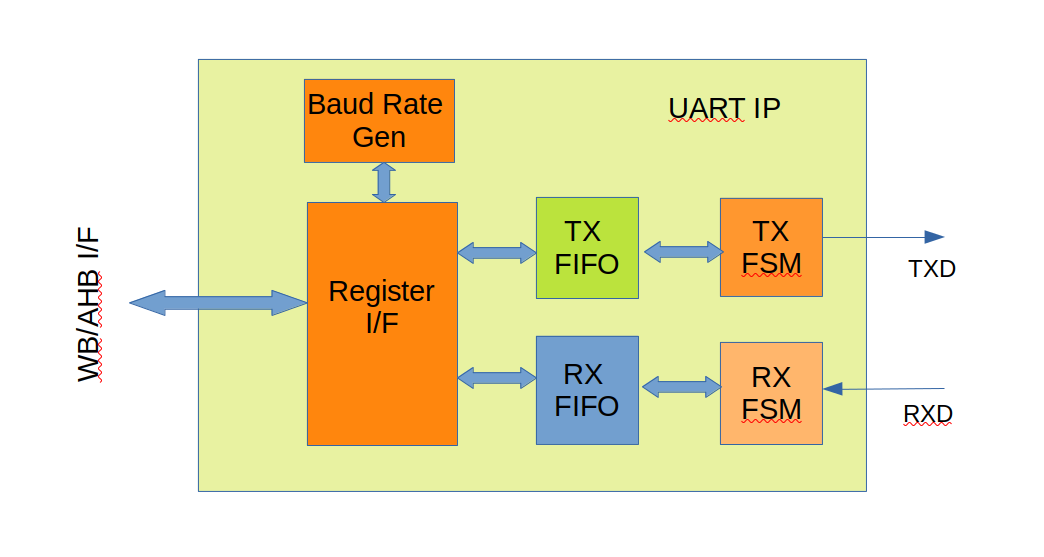 Baud Rate
Gen
UART IP
WB/AHB I/F
Register
I/F
TX
FIFO
TX
FSM
TXD
RX
FIFO
RX
FSM
RXD